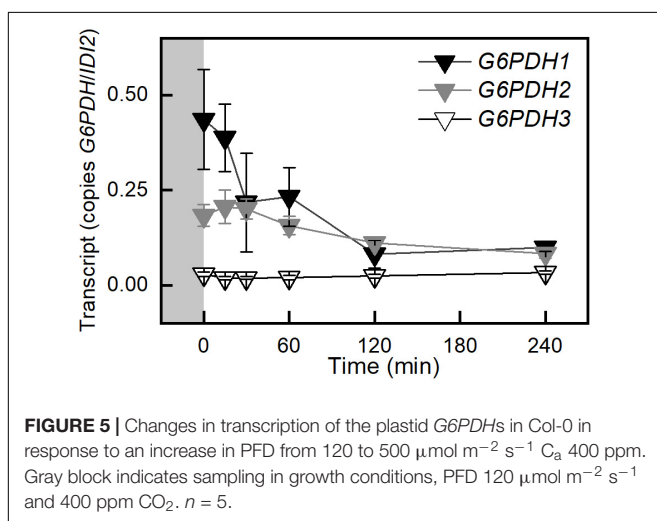 G6PDH1
G6PDH2
G6PDH3
Transcript (copies G6PDH/IDI2)
0.50
0.25
0.00
0 60 120 180 240
Time (min)
FIGURE 5 | Changes in transcription of the plastid G6PDHs in Col-0 in
response to an increase in PFD from 120 to 500 μmol m⁻² s⁻¹ Cₐ 400 ppm.
Gray block indicates sampling in growth conditions, PFD 120 μmol m⁻² s⁻¹
and 400 ppm CO₂. n = 5.